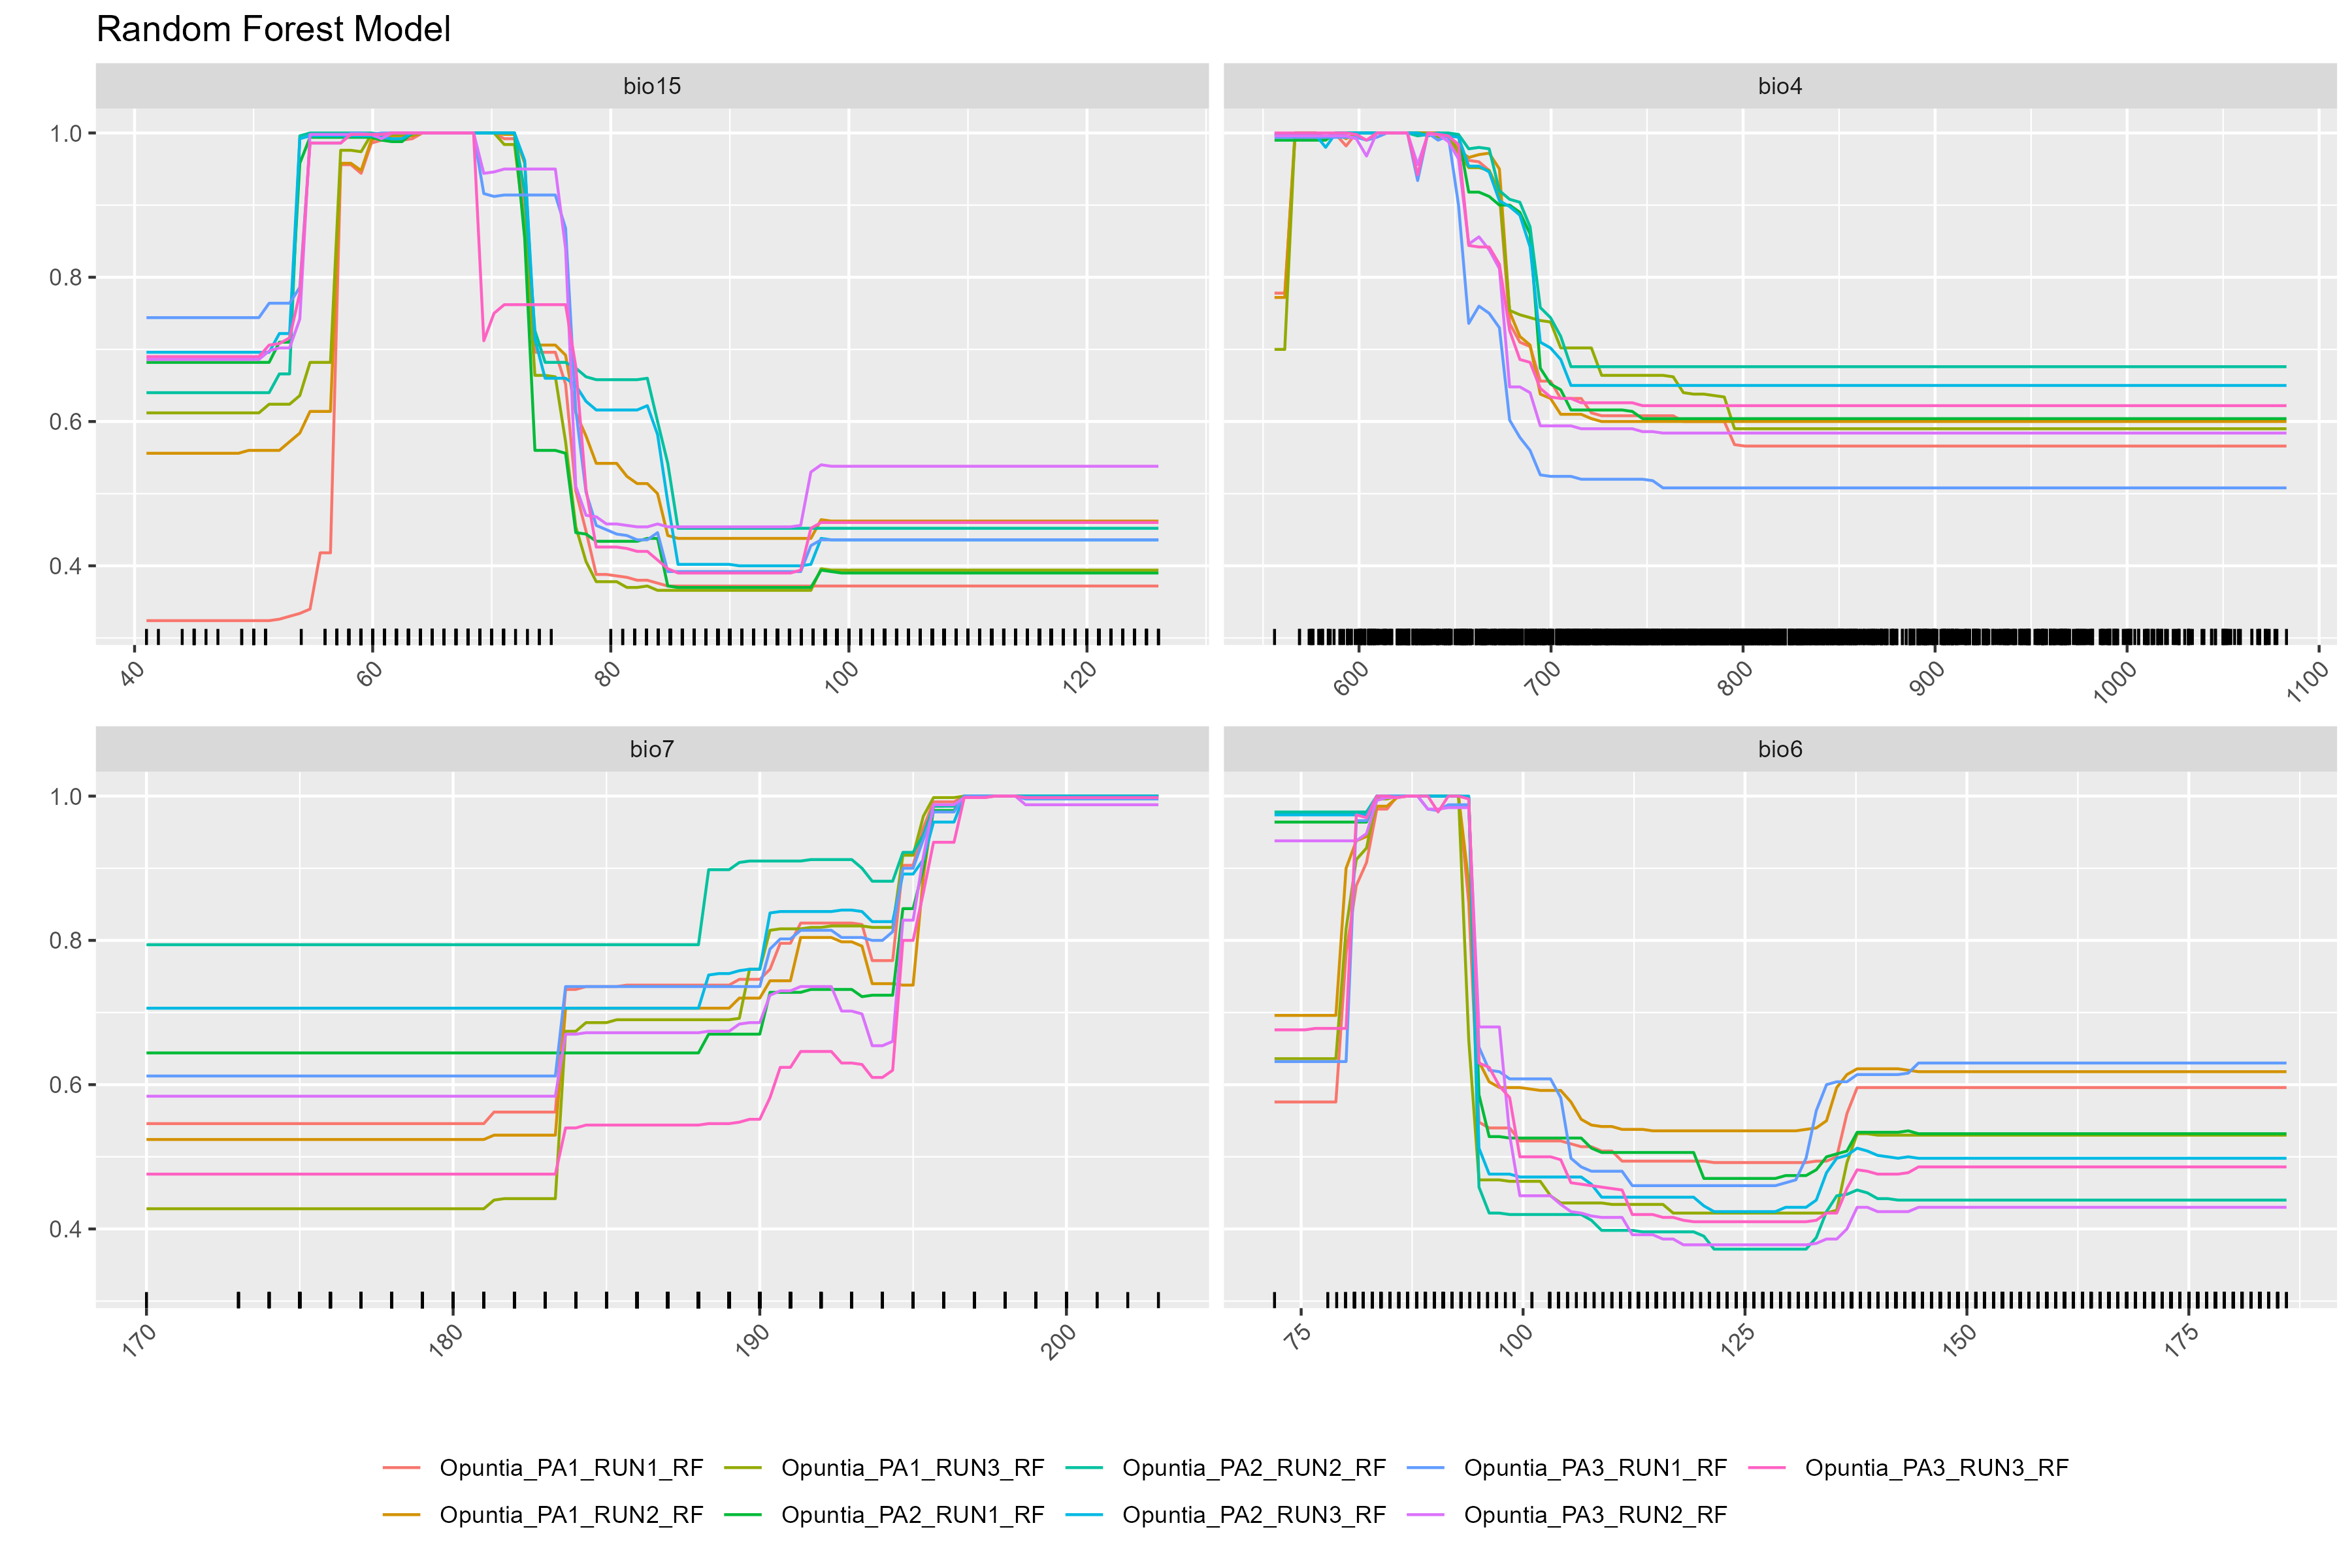 Random Forest Model
bio15
bio4
1.0
0.8
0.6
0.4
40 60 80 100 120
600 700 800 900 1000 1100
bio7
bio6
1.0
0.8
0.6
0.4
170 180 190 200
75 100 125 150 175
Opuntia_PA1_RUN1_RF Opuntia_PA1_RUN3_RF Opuntia_PA2_RUN2_RF Opuntia_PA3_RUN1_RF Opuntia_PA3_RUN3_RF
Opuntia_PA1_RUN2_RF Opuntia_PA2_RUN1_RF Opuntia_PA2_RUN3_RF Opuntia_PA3_RUN2_RF